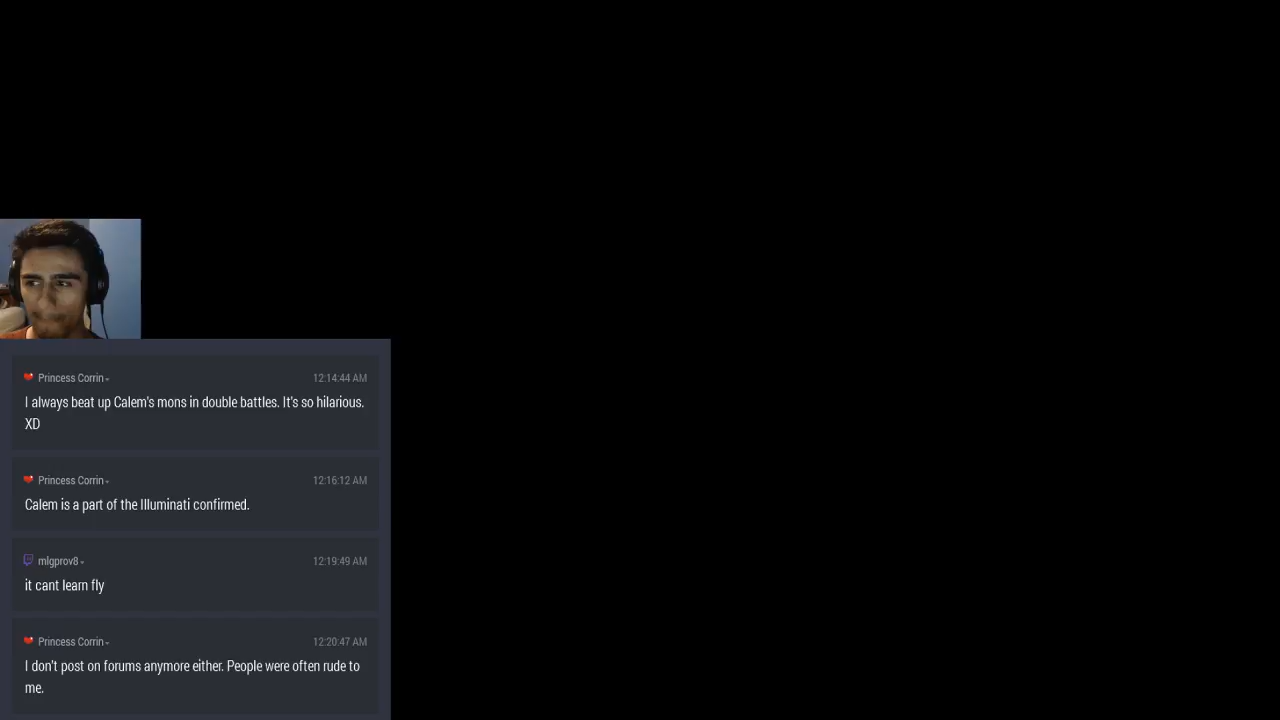 Princess Corrin
12:14:44 AM
I always beat up Calem's mons in double battles. It's so hilarious.
XD
Princess Corrin
12:16:12 AM
Calem is a part of the Illuminati confirmed.
mlgprov8
12:19:49 AM
it cant learn fly
Princess Corrin
12:20:47 AM
I don't post on forums anymore either. People were often rude to
me.